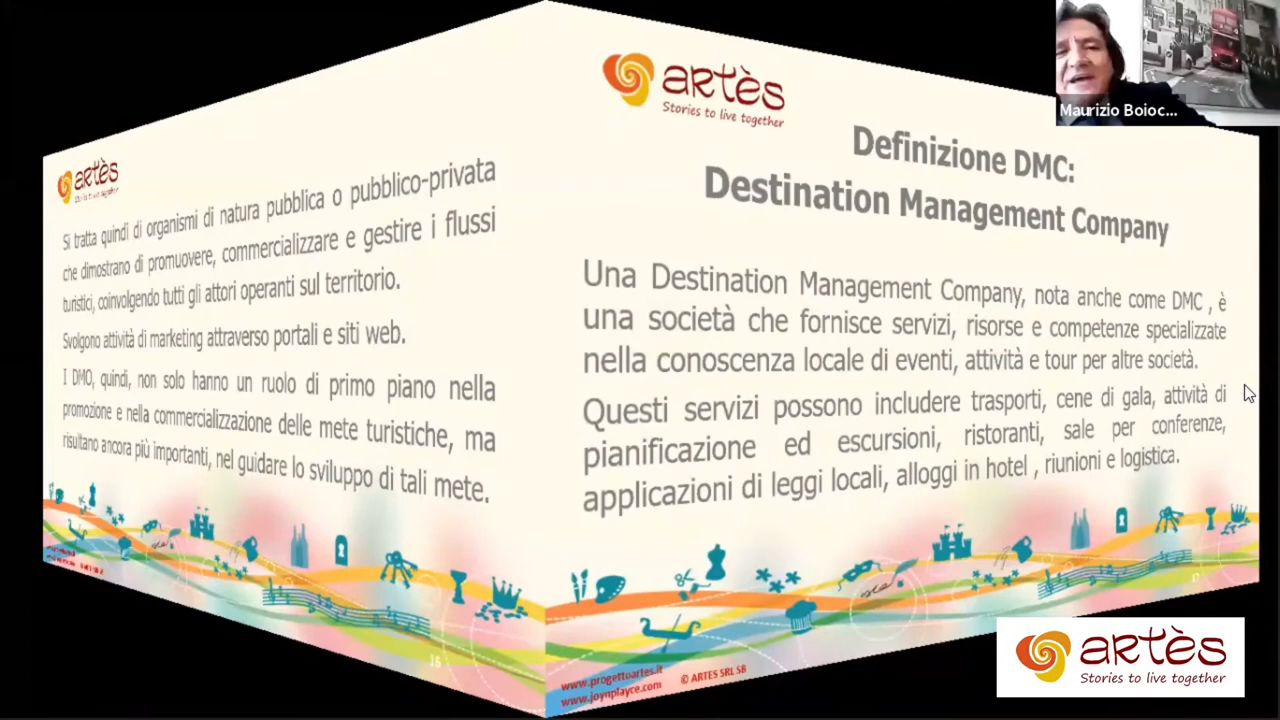 artès
Stories to live together
Si tratta quindi di organismi di natura pubblica o pubblico-privata
che dimostrano di promuovere, commercializzare e gestire i flussi
turistici, coinvolgendo tutti gli attori operanti sul territorio.
Svolgono attività di marketing attraverso portali e siti web.
I DMO, quindi, non solo hanno un ruolo di primo piano nella
promozione e nella commercializzazione delle mete turistiche, ma
risultano ancora più importanti, nel guidare lo sviluppo di tali mete.
16
artès
Stories to live together
Definizione DMC:
Destination Management Company
Una Destination Management Company, nota anche come DMC , è
una società che fornisce servizi, risorse e competenze specializzate
nella conoscenza locale di eventi, attività e tour per altre società.
Questi servizi possono includere trasporti, cene di gala, attività di
pianificazione ed escursioni, ristoranti, sale per conferenze,
applicazioni di leggi locali, alloggi in hotel , riunioni e logistica.
17
www.progettoartes.it © ARTES SRL SB
www.joynplayce.com
Maurizio Boioc...
artès
Stories to live together